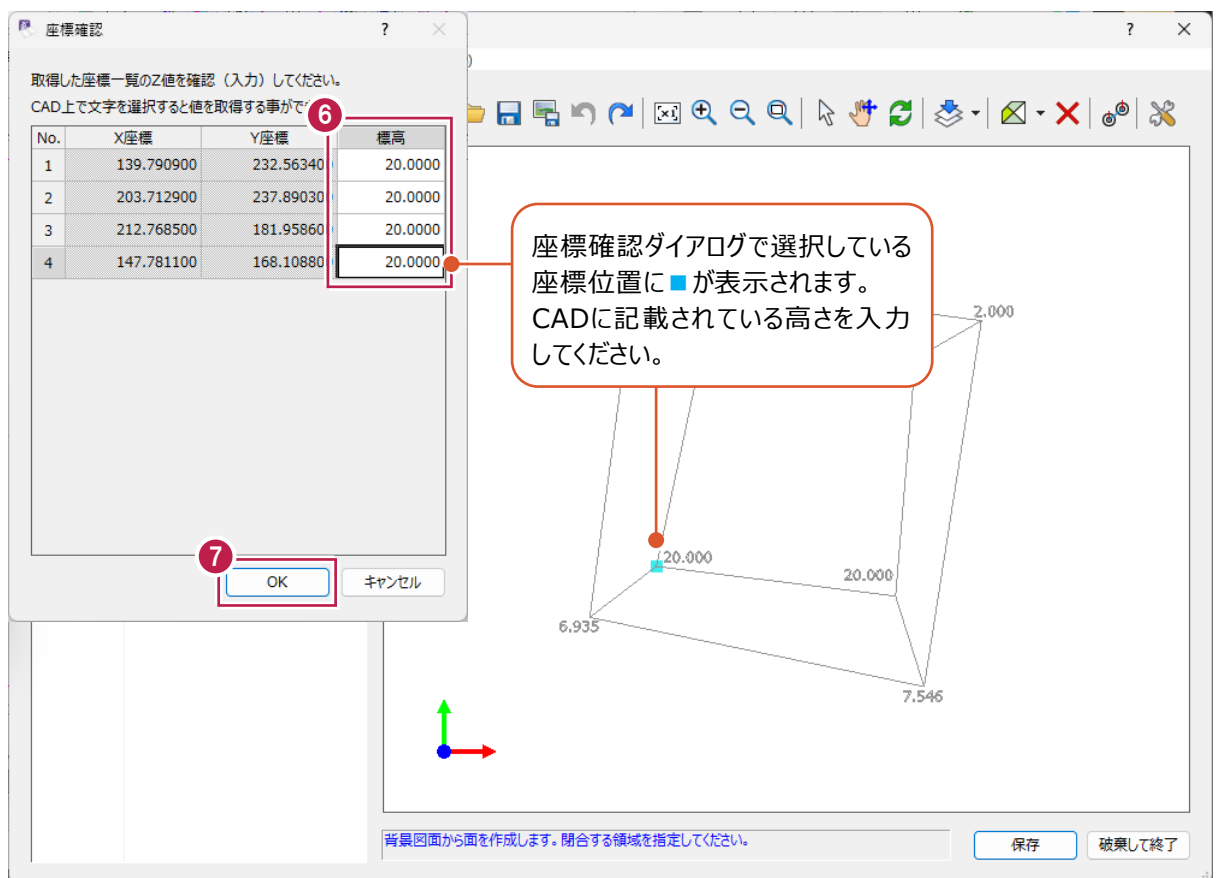 座標確認
?
取得した座標一覧のZ値を確認（入力）してください。
CAD上で文字を選択すると値を取得する事がで
6
No. X座標 Y座標 標高
1 139.790900 232.56340 20.0000
2 203.712900 237.89030 20.0000
3 212.768500 181.95860 20.0000
4 147.781100 168.10880 20.0000
7
OK キャンセル
?
座標確認ダイアログで選択している
座標位置に■が表示されます。
CADに記載されている高さを入力
してください。
2.000
20.000
20.000
6.935
7.546
背景図面から面を作成します。閉合する領域を指定してください。
保存 破棄して終了